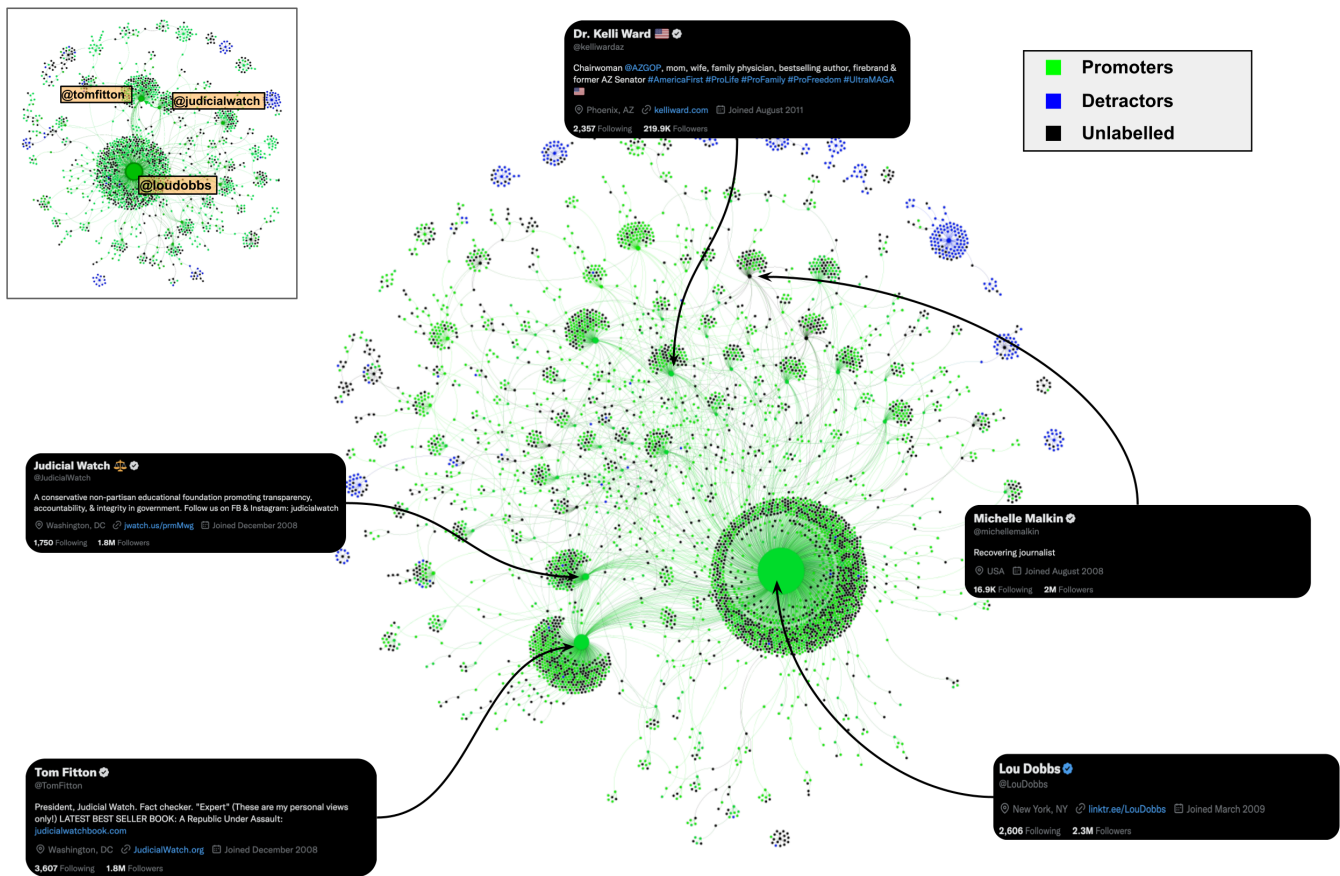 @tomfitton
@judicialwatch
@loudobbs
Dr. Kelli Ward
@kelliwardaz
Chairwoman @AZGOP, mom, wife, family physician, bestselling author, firebrand &
former AZ Senator #AmericaFirst #ProLife #ProFamily #ProFreedom #UltraMAGA
Phoenix, AZ kelliward.com Joined August 2011
2,357 Following 219.9K Followers
Promoters
Detractors
Unlabelled
Judicial Watch
@JudicialWatch
A conservative non-partisan educational foundation promoting transparency,
accountability, & integrity in government. Follow us on FB & Instagram: judicialwatch
Washington, DC jwatch.us/prmMwg Joined December 2008
1,750 Following 1.8M Followers
Michelle Malkin
@michellemalkin
Recovering journalist
USA Joined August 2008
16.9K Following 2M Followers
Tom Fitton
@TomFitton
President, Judicial Watch. Fact checker. "Expert" (These are my personal views
only!) LATEST BEST SELLER BOOK: A Republic Under Assault:
judicialwatchbook.com
Washington, DC JudicialWatch.org Joined December 2008
3,607 Following 1.8M Followers
Lou Dobbs
@LouDobbs
New York, NY linktr.ee/LouDobbs Joined March 2009
2,606 Following 2.3M Followers